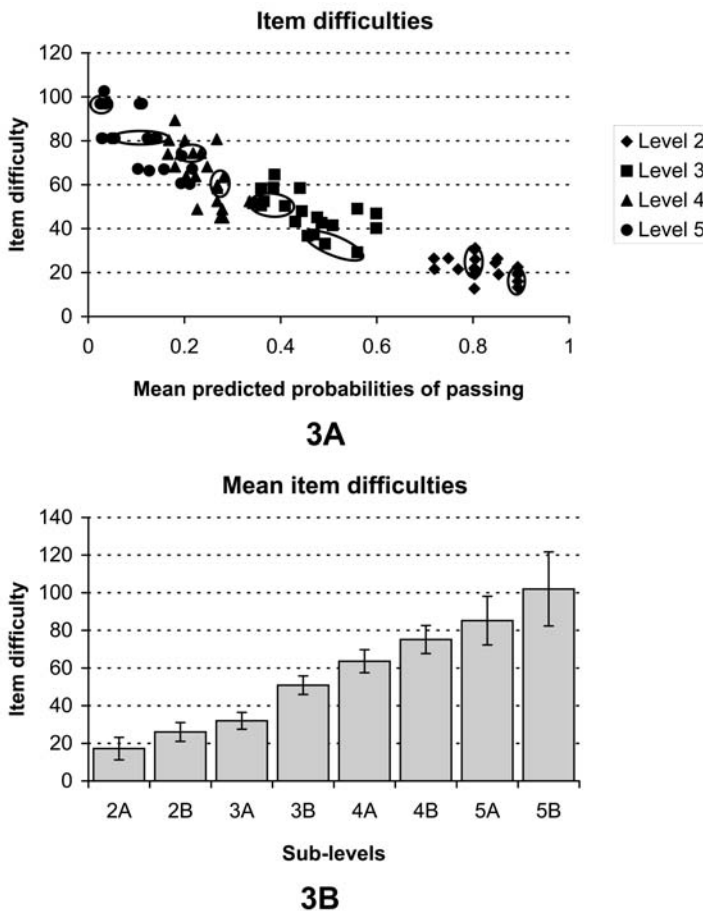 Item difficulties
120
100
80
60
40
20
0
Item difficulty
0 0.2 0.4 0.6 0.8 1
Mean predicted probabilities of passing
Level 2
Level 3
Level 4
Level 5
3A
Mean item difficulties
140
120
100
80
60
40
20
0
Item difficulty
2A 2B 3A 3B 4A 4B 5A 5B
Sub-levels
3B